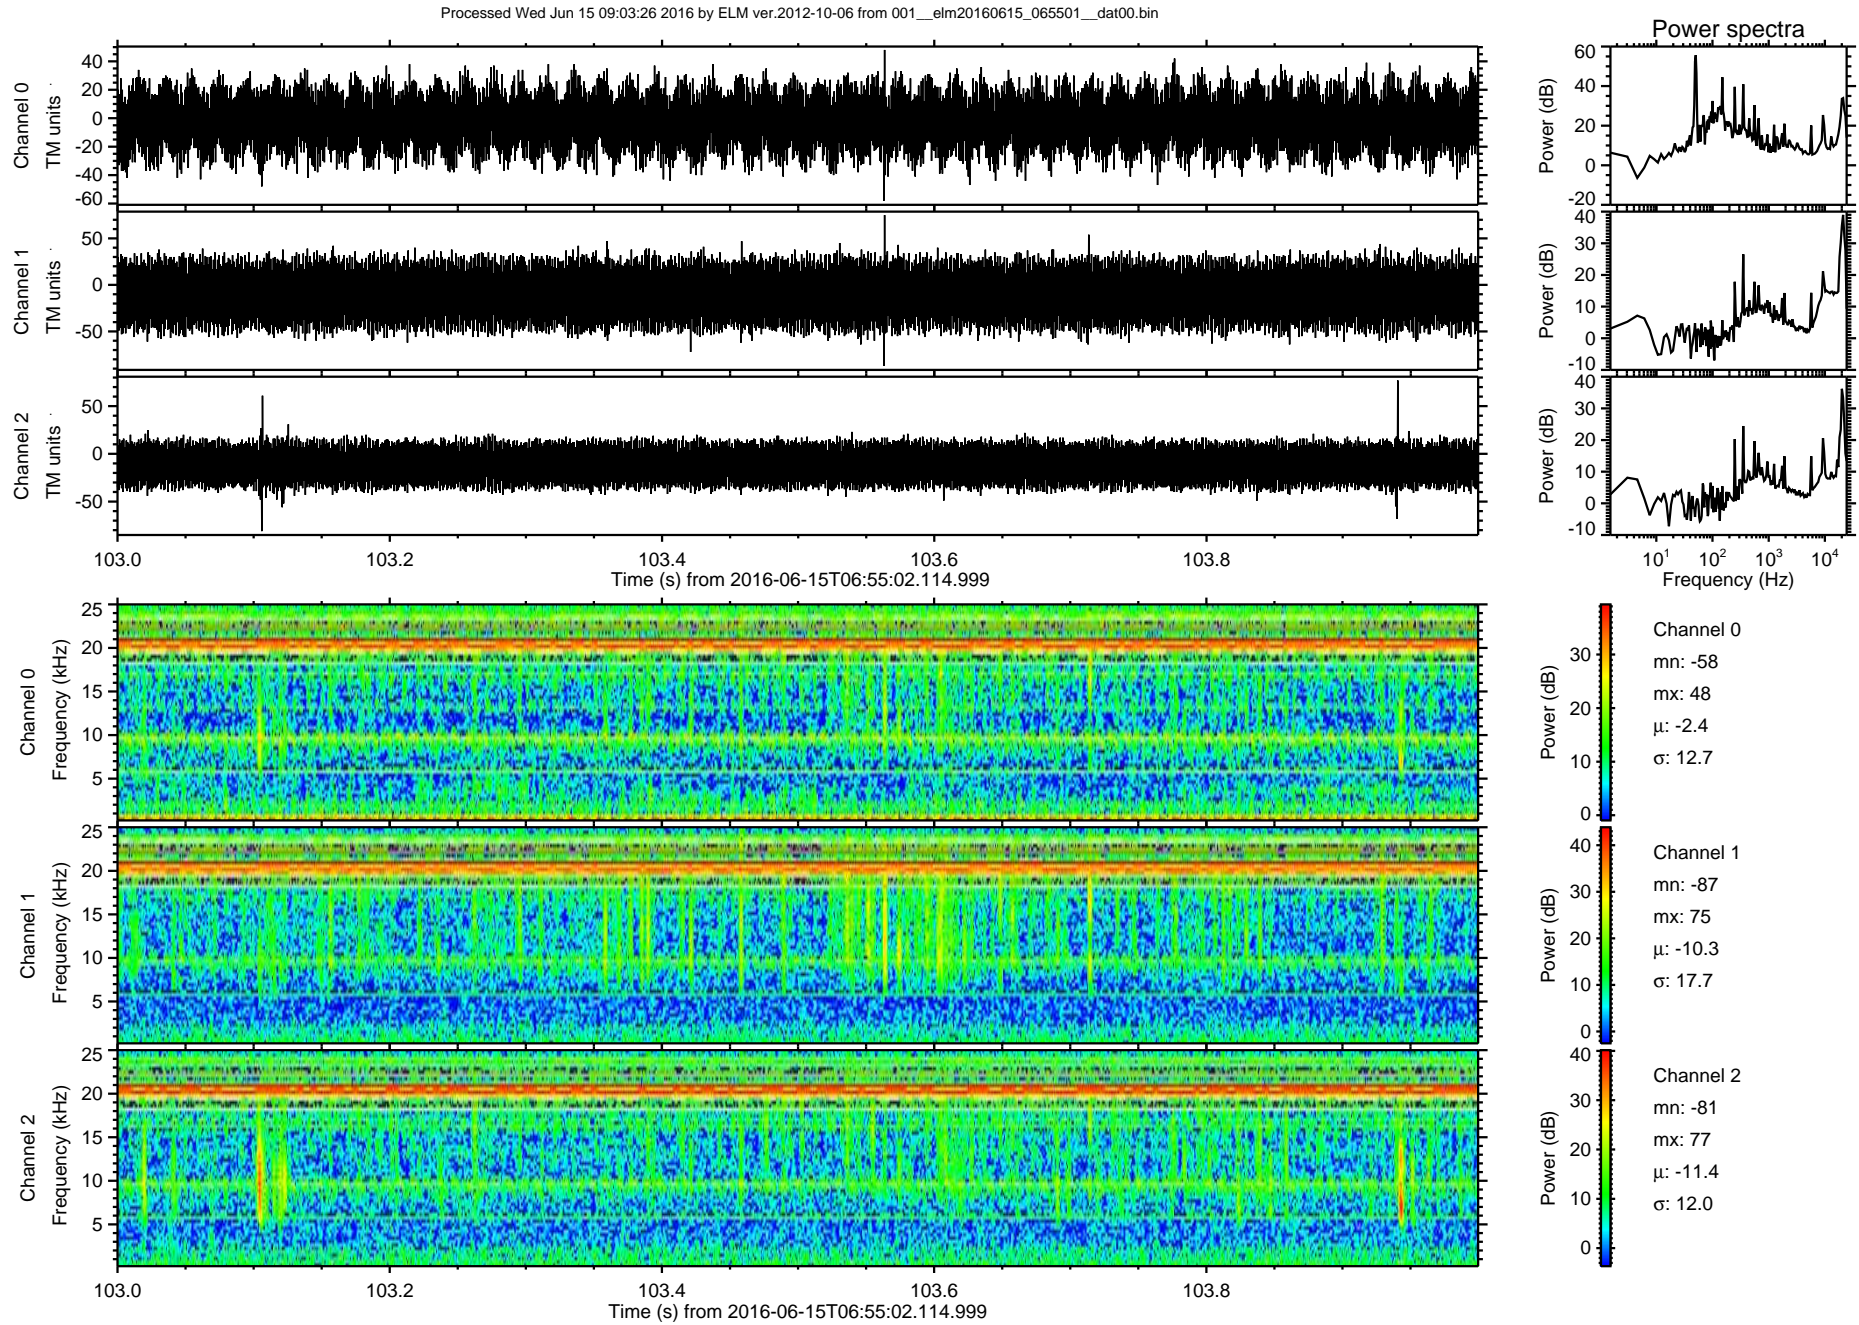 Processed Wed Jun 15 09:03:26 2016 by ELM ver.2012-10-06 from 001__elm20160615_065501__dat00.bin
Power spectra
Channel 0
TM units
40
20
0
-20
-40
-60
Power (dB)
60
40
20
0
-20
Channel 1
TM units
50
0
-50
Power (dB)
40
30
20
10
0
-10
Channel 2
TM units
50
0
-50
Power (dB)
40
30
20
10
0
-10
103.0 103.2 103.4 103.6 103.8
Time (s) from 2016-06-15T06:55:02.114.999
10¹ 10² 10³ 10⁴
Frequency (Hz)
Channel 0
Frequency (kHz)
25
20
15
10
5
Power (dB)
30
20
10
0
Channel 0
mn: -58
mx: 48
µ: -2.4
σ: 12.7
Channel 1
Frequency (kHz)
25
20
15
10
5
Power (dB)
40
30
20
10
0
Channel 1
mn: -87
mx: 75
µ: -10.3
σ: 17.7
Channel 2
Frequency (kHz)
25
20
15
10
5
Power (dB)
40
30
20
10
0
Channel 2
mn: -81
mx: 77
µ: -11.4
σ: 12.0
103.0 103.2 103.4 103.6 103.8
Time (s) from 2016-06-15T06:55:02.114.999